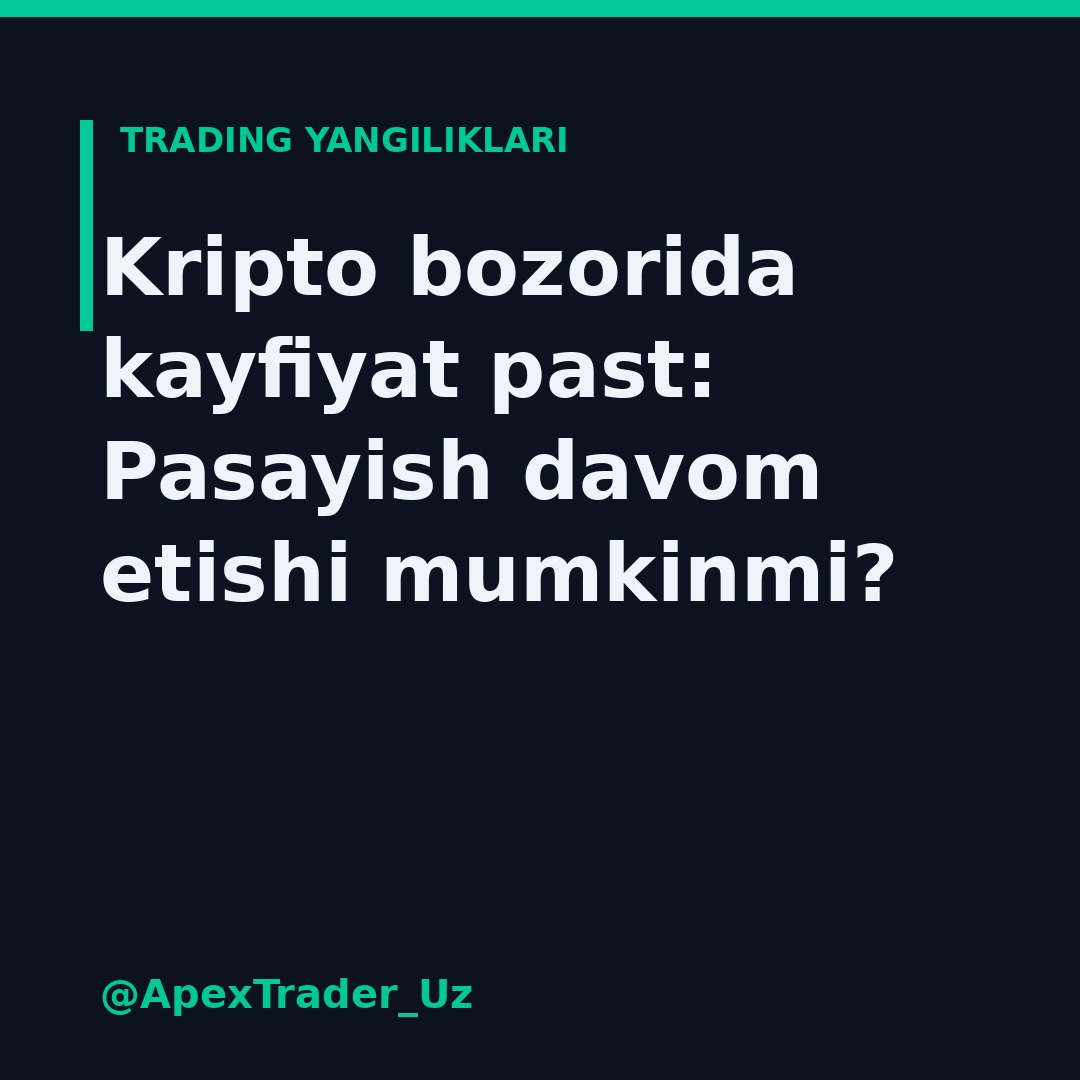 TRADING YANGILIKLARI
Kripto bozorida
kayfiyat past:
Pasayish davom
etishi mumkinmi?
@ApexTrader_Uz